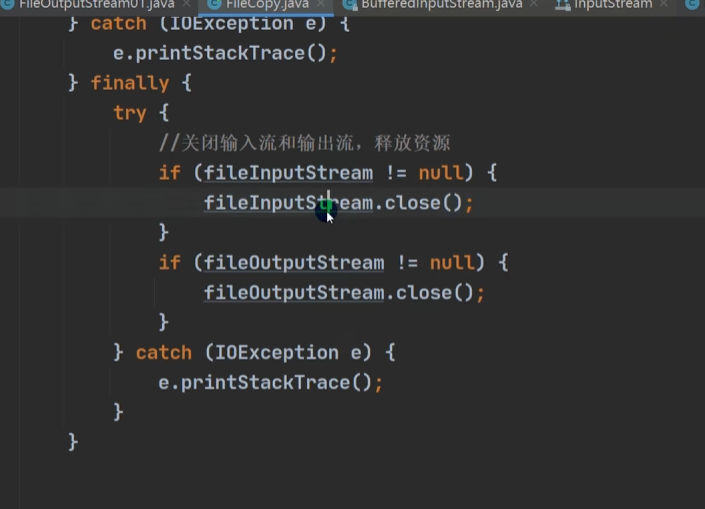 FileOutputStream01.java × FileCopy.java × BufferedInputStream.java × InputStream ×
} catch (IOException e) {
e.printStackTrace();
} finally {
try {
//关闭输入流和输出流，释放资源
if (fileInputStream != null) {
fileInputStream.close();
}
if (fileOutputStream != null) {
fileOutputStream.close();
}
} catch (IOException e) {
e.printStackTrace();
}
}